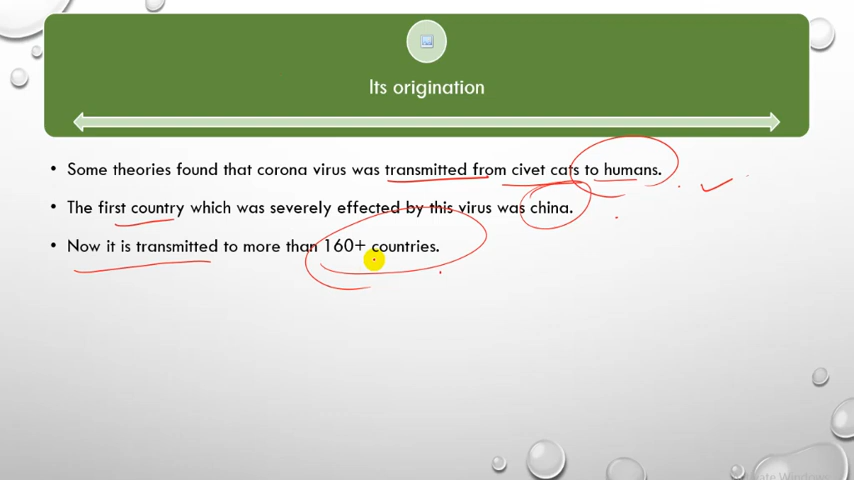 Its origination
Some theories found that corona virus was transmitted from civet cats to humans.
The first country which was severely effected by this virus was china.
Now it is transmitted to more than 160+ countries.